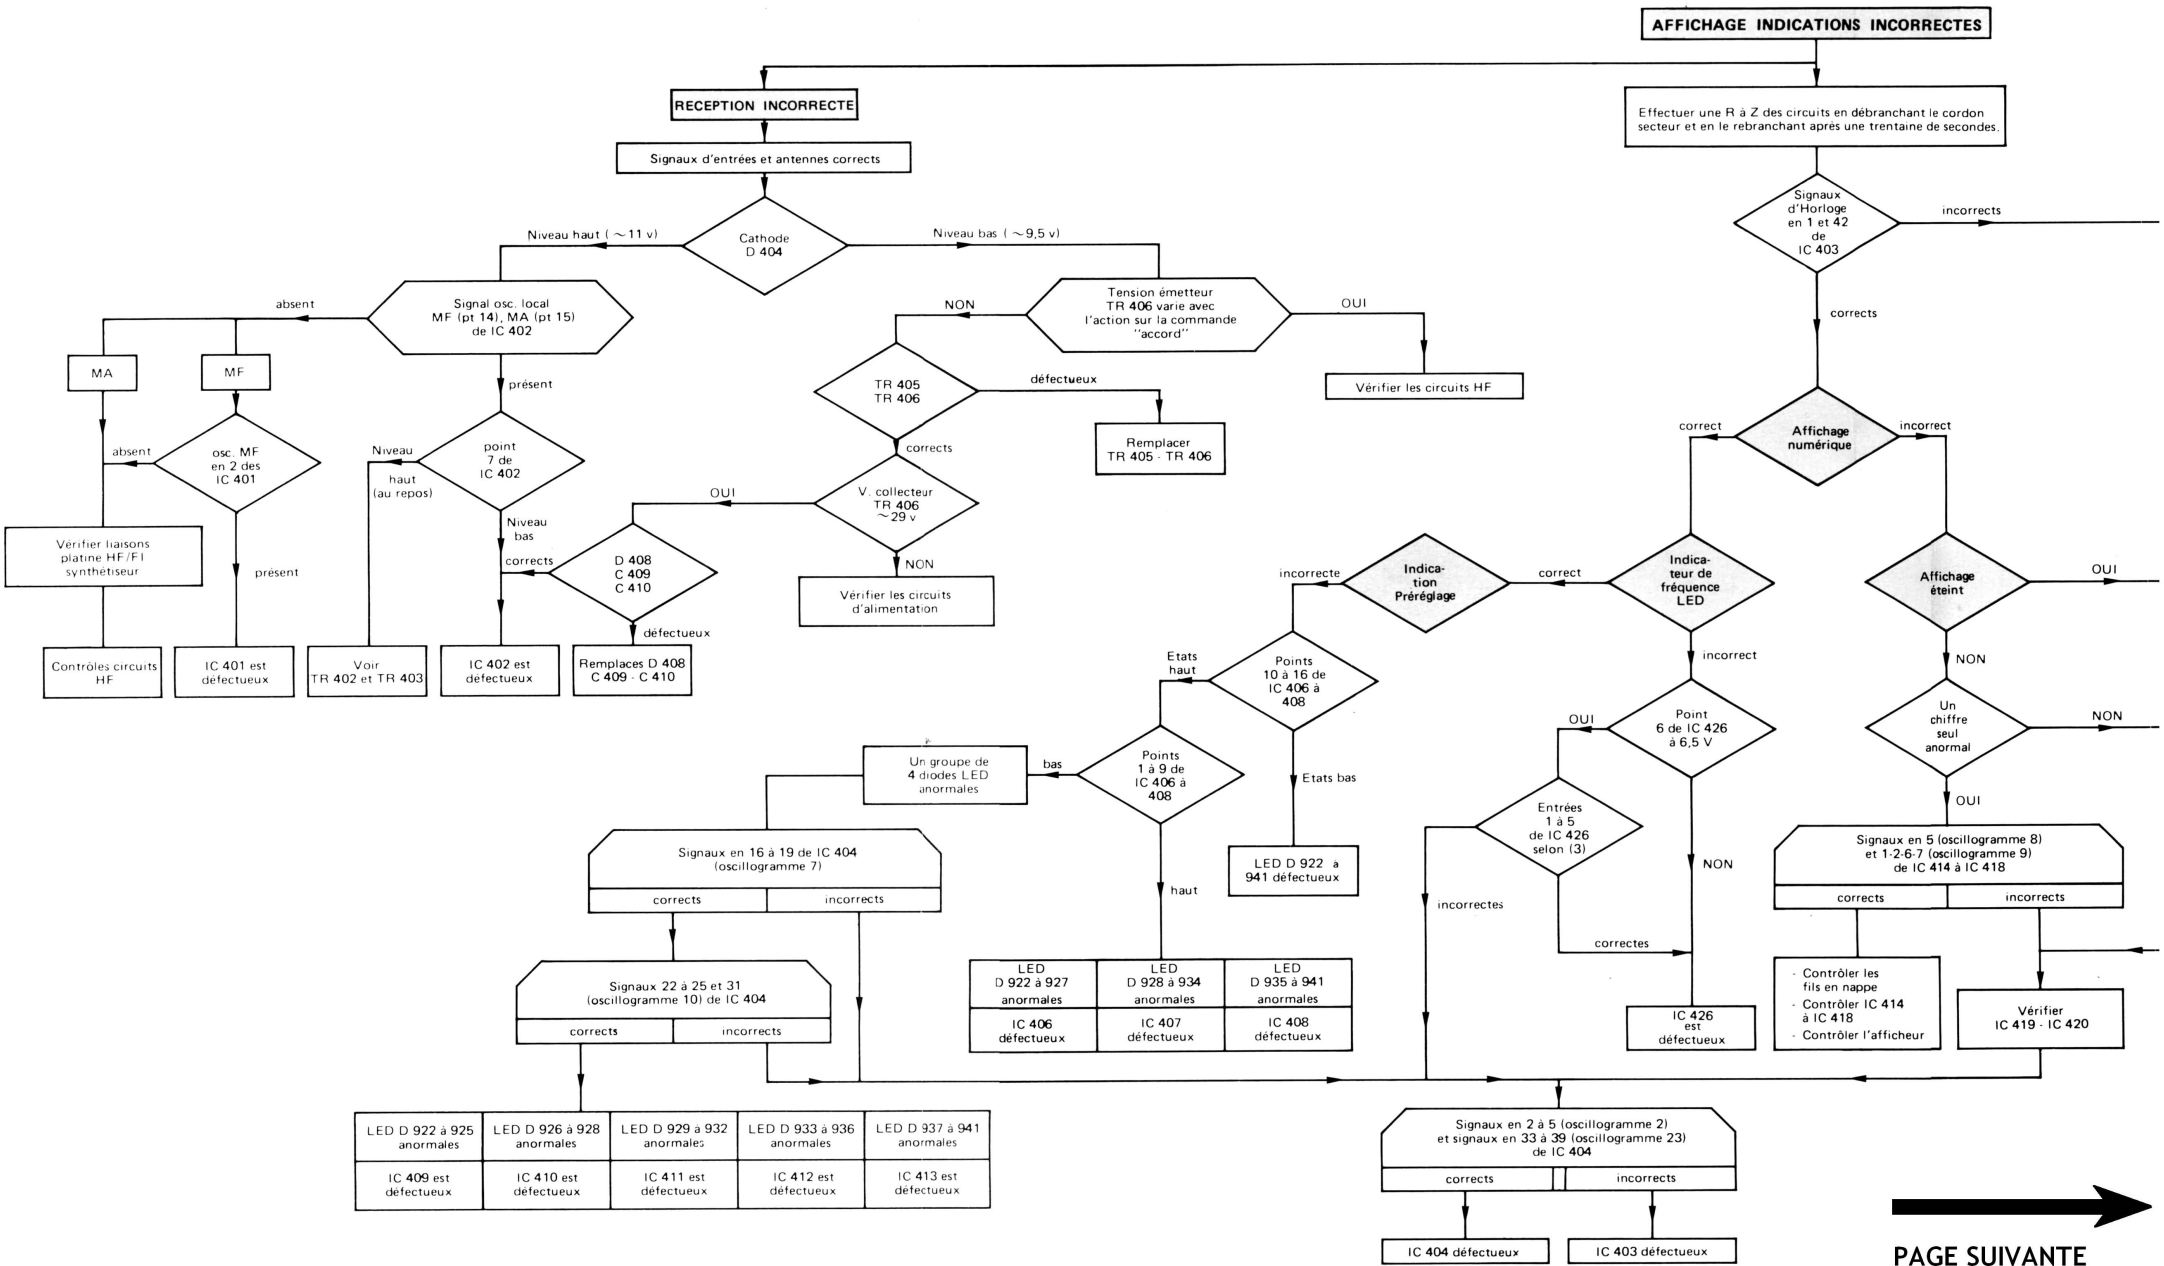 AFFICHAGE INDICATIONS INCORRECTES
RECEPTION INCORRECTE
Effectuer une R à Z des circuits en débranchant le cordon
secteur et en le rebranchant après une trentaine de secondes.
Signaux d'entrées et antennes corrects
Signaux
d'Horloge
en 1 et 42
de
IC 403
incorrects
corrects
Niveau haut ( ~11 v)
Cathode
D 404
Niveau bas ( ~9,5 v)
absent
Signal osc. local
MF (pt 14), MA (pt 15)
de IC 402
NON
Tension émetteur
TR 406 varie avec
l'action sur la commande
"accord"
OUI
MA
MF
présent
TR 405
TR 406
défectueux
Vérifier les circuits HF
absent
osc. MF
en 2 des
IC 401
Niveau
haut
(au repos)
point
7 de
IC 402
corrects
Remplacer
TR 405 - TR 406
correct
Affichage
numérique
incorrect
OUI
V. collecteur
TR 406
~29 v
Niveau
bas
Vérifier liaisons
platine HF/FI
synthétiseur
présent
corrects
D 408
C 409
C 410
NON
Vérifier les circuits
d'alimentation
défectueux
incorrecte
Indica-
tion
Préréglage
correct
Indica-
teur de
fréquence
LED
Affichage
éteint
OUI
Contrôles circuits
HF
IC 401 est
défectueux
Voir
TR 402 et TR 403
IC 402 est
défectueux
Remplaces D 408
C 409 - C 410
Etats
haut
Points
10 à 16 de
IC 406 à
408
incorrect
NON
OUI
Point
6 de IC 426
à 6,5 V
Un
chiffre
seul
anormal
NON
Un groupe de
4 diodes LED
anormales
bas
Points
1 à 9 de
IC 406 à
408
Etats bas
Entrées
1 à 5
de IC 426
selon (3)
OUI
Signaux en 16 à 19 de IC 404
(oscillogramme 7)
corrects
incorrects
haut
LED D 922 à
941 défectueux
NON
Signaux en 5 (oscillogramme 8)
et 1-2-6-7 (oscillogramme 9)
de IC 414 à IC 418
corrects
incorrects
incorrectes
correctes
Signaux 22 à 25 et 31
(oscillogramme 10) de IC 404
corrects
incorrects
LED
D 922 à 927
anormales
LED
D 928 à 934
anormales
LED
D 935 à 941
anormales
IC 406
défectueux
IC 407
défectueux
IC 408
défectueux
IC 426
est
défectueux
- Contrôler les
fils en nappe
- Contrôler IC 414
à IC 418
- Contrôler l'afficheur
Vérifier
IC 419 - IC 420
LED D 922 à 925
anormales
LED D 926 à 928
anormales
LED D 929 à 932
anormales
LED D 933 à 936
anormales
LED D 937 à 941
anormales
IC 409 est
défectueux
IC 410 est
défectueux
IC 411 est
défectueux
IC 412 est
défectueux
IC 413 est
défectueux
Signaux en 2 à 5 (oscillogramme 2)
et signaux en 33 à 39 (oscillogramme 23)
de IC 404
corrects
incorrects
IC 404 défectueux
IC 403 défectueux
PAGE SUIVANTE